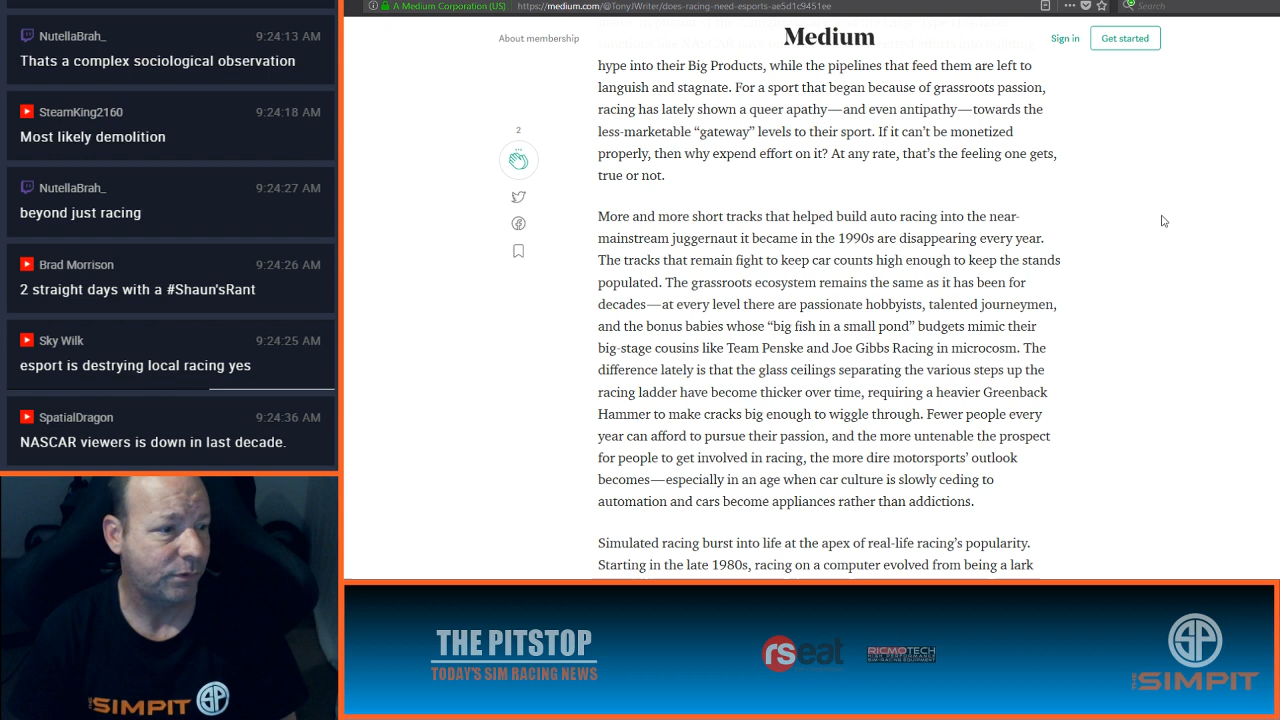 NutellaBrah_ 9:24:13 AM
Thats a complex sociological observation
SteamKing2160 9:24:18 AM
Most likely demolition
NutellaBrah_ 9:24:27 AM
beyond just racing
Brad Morrison 9:24:26 AM
2 straight days with a #Shaun'sRant
Sky Wilk 9:24:25 AM
esport is destrying local racing yes
SpatialDragon 9:24:36 AM
NASCAR viewers is down in last decade.
A Medium Corporation (US) https://medium.com/@TonyJWriter/does-racing-need-esports-ae5d1c9451ee Search
About membership Medium Sign in Get started
2
hype into their Big Products, while the pipelines that feed them are left to
languish and stagnate. For a sport that began because of grassroots passion,
racing has lately shown a queer apathy—and even antipathy—towards the
less-marketable “gateway” levels to their sport. If it can’t be monetized
properly, then why expend effort on it? At any rate, that’s the feeling one gets,
true or not.
More and more short tracks that helped build auto racing into the near-
mainstream juggernaut it became in the 1990s are disappearing every year.
The tracks that remain fight to keep car counts high enough to keep the stands
populated. The grassroots ecosystem remains the same as it has been for
decades—at every level there are passionate hobbyists, talented journeymen,
and the bonus babies whose “big fish in a small pond” budgets mimic their
big-stage cousins like Team Penske and Joe Gibbs Racing in microcosm. The
difference lately is that the glass ceilings separating the various steps up the
racing ladder have become thicker over time, requiring a heavier Greenback
Hammer to make cracks big enough to wiggle through. Fewer people every
year can afford to pursue their passion, and the more untenable the prospect
for people to get involved in racing, the more dire motorsports’ outlook
becomes—especially in an age when car culture is slowly ceding to
automation and cars become appliances rather than addictions.
Simulated racing burst into life at the apex of real-life racing’s popularity.
Starting in the late 1980s, racing on a computer evolved from being a lark
THE SIMPIT SP
THE PITSTOP
TODAY'S SIM RACING NEWS
rseat
RICMOTECH
HIGH PERFORMANCE
SIM-RACING EQUIPMENT
SP
THE SIMPIT